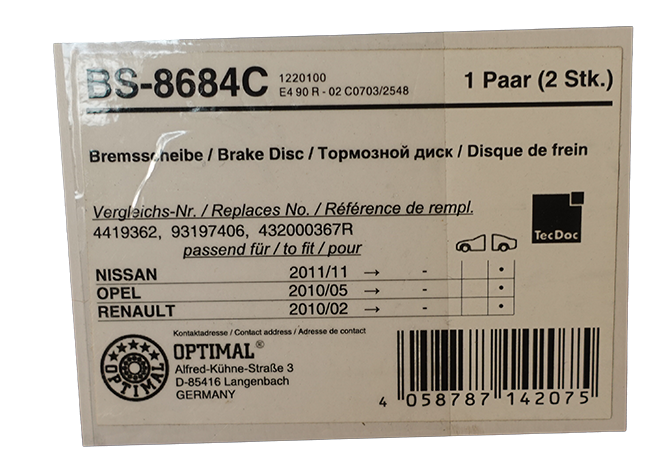 BS-8684C 1220100 1 Paar (2 Stk.)
E4 90 R - 02 C0703/2548
Bremsscheibe / Brake Disc / Тормозной диск / Disque de frein
Vergleichs-Nr. / Replaces No. / Référence de rempl.
4419362, 93197406, 432000367R
passend für / to fit / pour
TecDoc
NISSAN 2011/11 → - •
OPEL 2010/05 → - •
RENAULT 2010/02 → - •
Kontaktadresse / Contact address / Adresse de contact
OPTIMAL®
Alfred-Kühne-Straße 3
D-85416 Langenbach
GERMANY
OPTIMAL
4 058787 142075